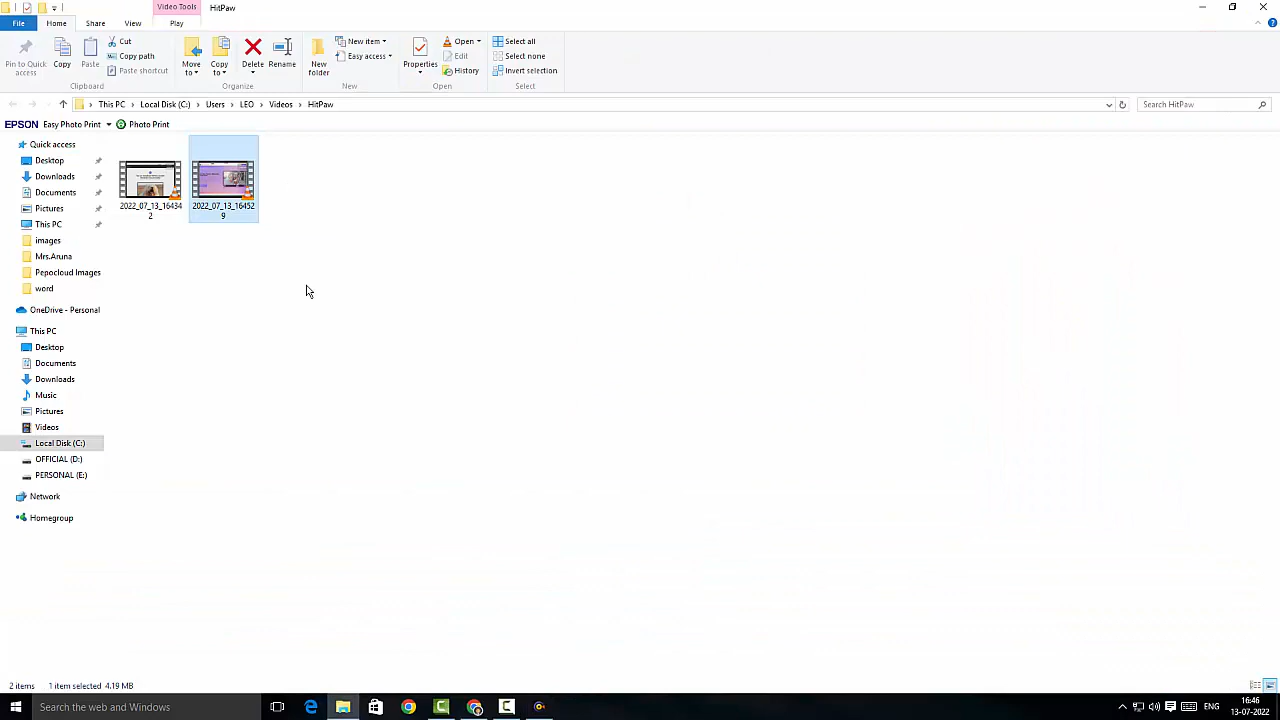 Video Tools
HitPaw
File
Home
Share
View
Play
Pin to Quick
access
Copy
Paste
Cut
Copy path
Paste shortcut
Clipboard
Move
to
Copy
to
Delete
Rename
Organize
New
folder
New item
Easy access
New
Properties
Open
Edit
History
Open
Select all
Select none
Invert selection
Select
This PC
Local Disk (C:)
Users
LEO
Videos
HitPaw
Search HitPaw
EPSON Easy Photo Print
Photo Print
Quick access
Desktop
Downloads
Documents
Pictures
This PC
images
Mrs.Aruna
Pepocloud Images
word
OneDrive - Personal
This PC
Desktop
Documents
Downloads
Music
Pictures
Videos
Local Disk (C:)
OFFICIAL (D:)
PERSONAL (E:)
Network
Homegroup
2022_07_13_16434
2
2022_07_13_16452
9
2 items 1 item selected 4.19 MB
Search the web and Windows
ENG
16:46
13-07-2022